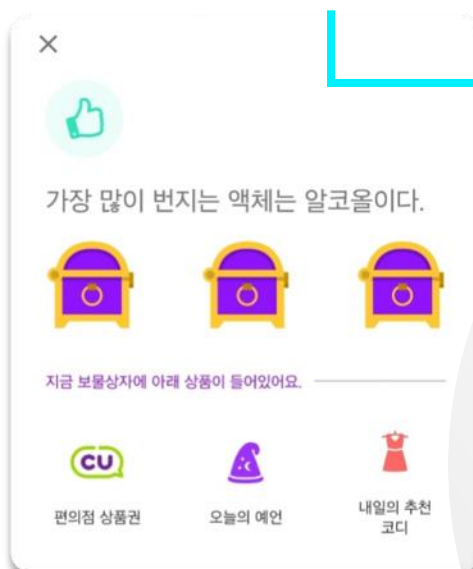 가장 많이 번지는 액체는 알코올이다.
지금 보물상자에 아래 상품이 들어있어요.
CU
편의점 상품권
오늘의 예언
내일의 추천
코디